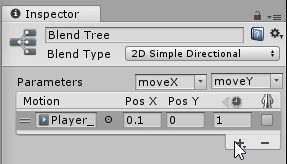 Inspector
Blend Tree
Blend Type 2D Simple Directional
Parameters moveX moveY
Motion Pos X Pos Y
Player_ 0.1 0 1